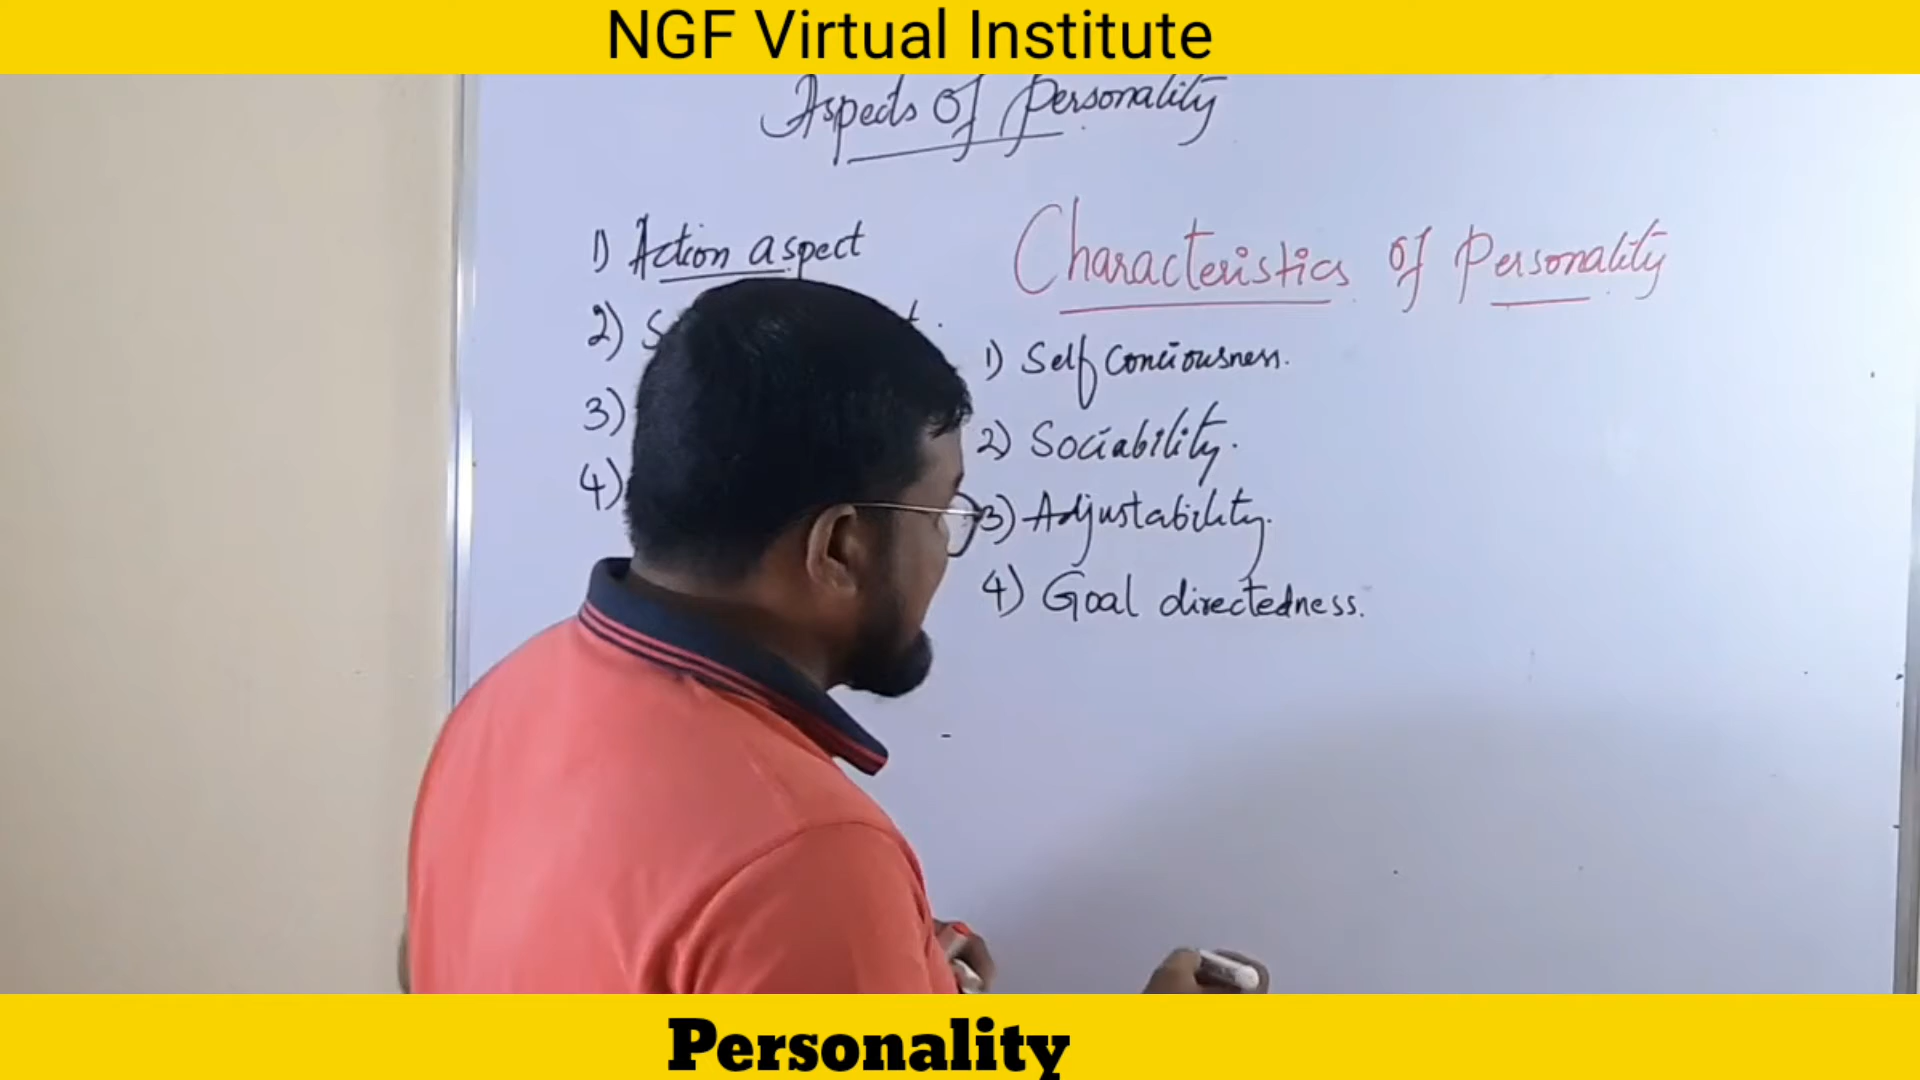 NGF Virtual Institute
Aspects Of Personality
1) Action aspect
2)
3)
4)
Characteristics of Personality
1) Self Conciousness.
2) Sociability.
3) Adjustability.
4) Goal directedness.
Personality